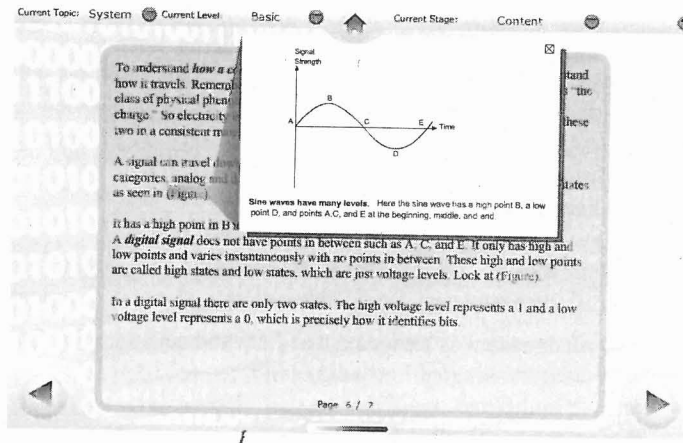 Current Topic: System Current Level Basic Current Stage: Content
Signal
Strength
B
A C E Time
D
Sine waves have many levels. Here the sine wave has a high point B, a low
point D, and points A, C, and E at the beginning, middle, and end
To understand how a
how it travels.
class of physical "the
charge." So electricity these
two in a consistent
A signal can travel
categories, analog and
as seen in
It has a high point in B
A digital signal does not have points in between such as A, C, and E. It only has high and
low points and varies instantaneously with no points in between. These high and low points
are called high states and low states, which are just voltage levels. Look at (Figure)
In a digital signal there are only two states. The high voltage level represents a 1 and a low
voltage level represents a 0, which is precisely how it identifies bits.
Page 6 / 7